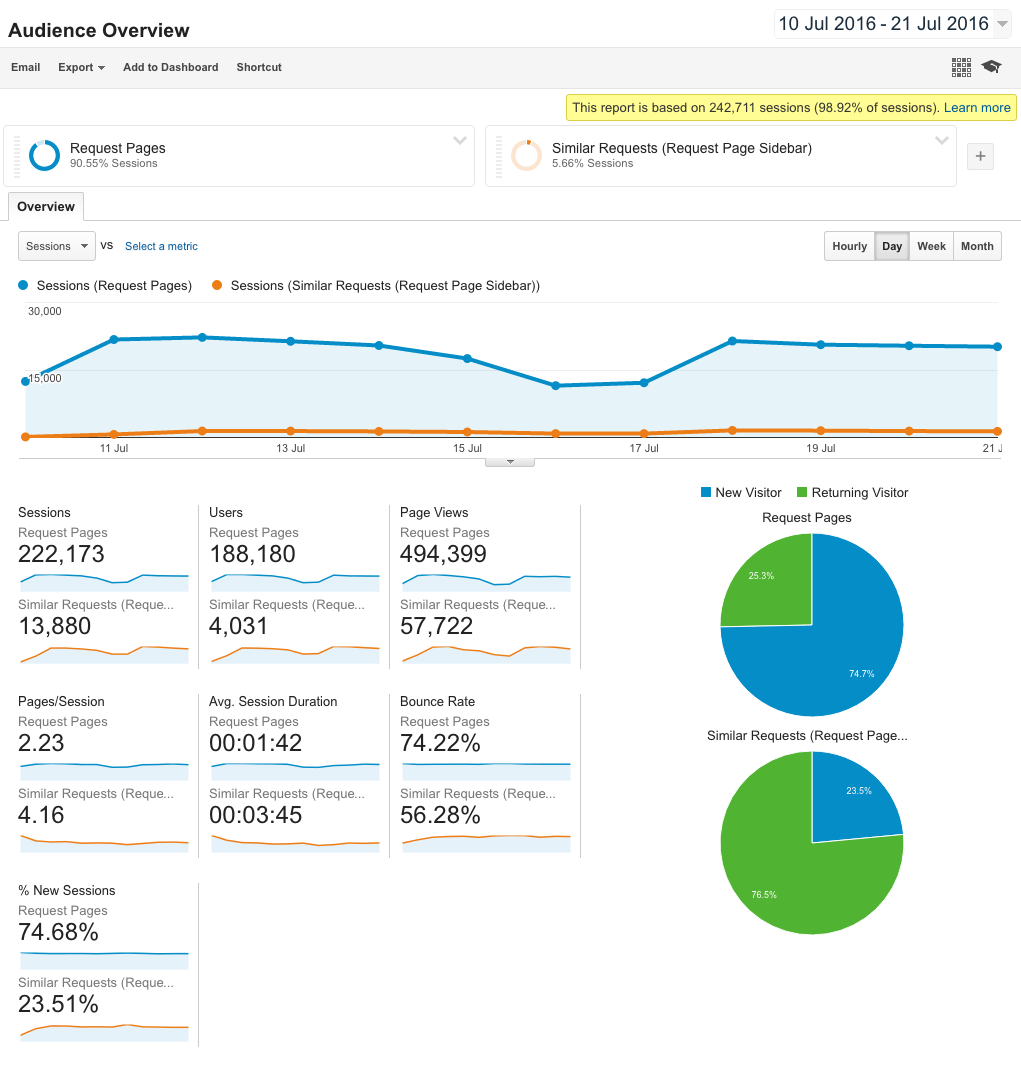 Audience Overview
10 Jul 2016 - 21 Jul 2016
Email Export Add to Dashboard Shortcut
This report is based on 242,711 sessions (98.92% of sessions). Learn more
Request Pages
90.55% Sessions
Similar Requests (Request Page Sidebar)
5.66% Sessions
+
Overview
Sessions VS Select a metric
Hourly Day Week Month
Sessions (Request Pages) Sessions (Similar Requests (Request Page Sidebar))
30,000
15,000
11 Jul 13 Jul 15 Jul 17 Jul 19 Jul 21 J
New Visitor Returning Visitor
Sessions
Request Pages
222,173
Similar Requests (Reque...
13,880
Users
Request Pages
188,180
Similar Requests (Reque...
4,031
Page Views
Request Pages
494,399
Similar Requests (Reque...
57,722
Request Pages
25.3%
74.7%
Pages/Session
Request Pages
2.23
Similar Requests (Reque...
4.16
Avg. Session Duration
Request Pages
00:01:42
Similar Requests (Reque...
00:03:45
Bounce Rate
Request Pages
74.22%
Similar Requests (Reque...
56.28%
Similar Requests (Request Page...
23.5%
76.5%
% New Sessions
Request Pages
74.68%
Similar Requests (Reque...
23.51%